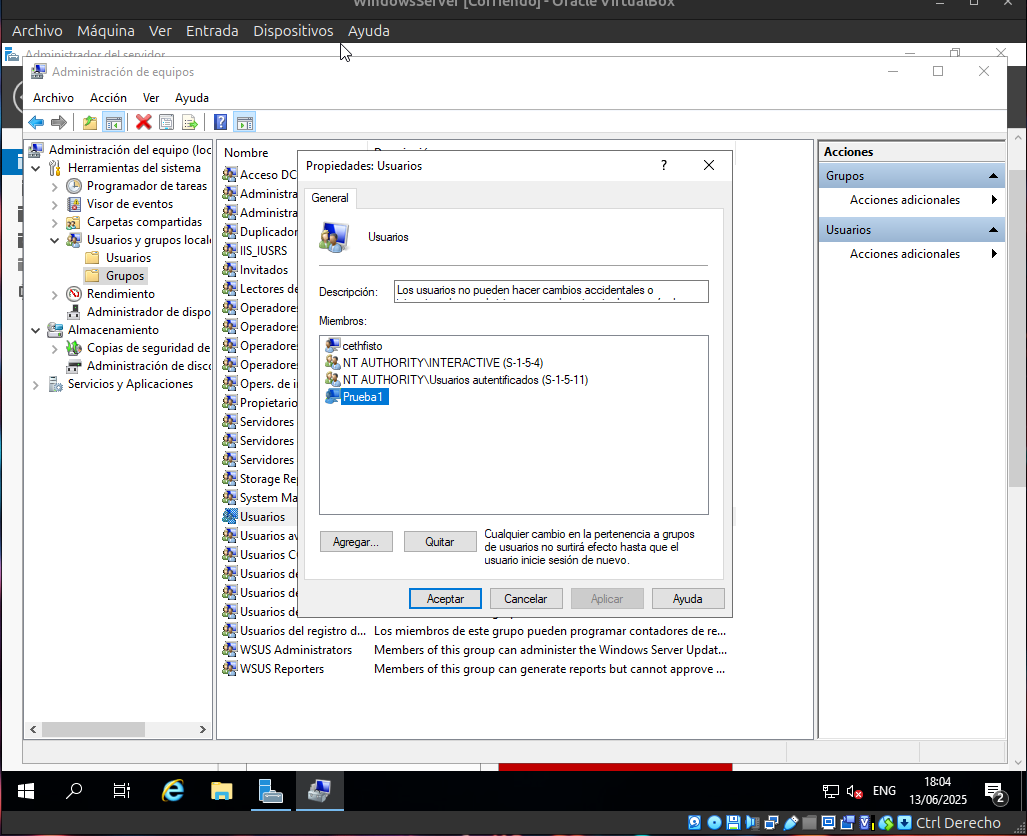 WindowsServer [Corriendo] - Oracle VirtualBox
Archivo Máquina Ver Entrada Dispositivos Ayuda
Administrador del servidor
Administración de equipos
Archivo Acción Ver Ayuda
Administración del equipo (loc
Herramientas del sistema
Programador de tareas
Visor de eventos
Carpetas compartidas
Usuarios y grupos locale
Usuarios
Grupos
Rendimiento
Administrador de dispo
Almacenamiento
Copias de seguridad de
Administración de disco
Servicios y Aplicaciones
Nombre
Acceso DC
Administra
Administra
Duplicador
IIS_IUSRS
Invitados
Lectores de
Operadore
Operadore
Operadore
Operadore
Opers. de i
Propietario
Servidores
Servidores
Servidores
Storage Re
System Ma
Usuarios
Usuarios av
Usuarios CO
Usuarios de
Usuarios de
Usuarios de
Usuarios del registro d... Los miembros de este grupo pueden programar contadores de re...
WSUS Administrators Members of this group can administer the Windows Server Updat...
WSUS Reporters Members of this group can generate reports but cannot approve ...
Propiedades: Usuarios ?
General
Usuarios
Descripción: Los usuarios no pueden hacer cambios accidentales o
Miembros:
cethfisto
NT AUTHORITY\INTERACTIVE (S-1-5-4)
NT AUTHORITY\Usuarios autentificados (S-1-5-11)
Prueba1
Agregar... Quitar
Cualquier cambio en la pertenencia a grupos
de usuarios no surtirá efecto hasta que el
usuario inicie sesión de nuevo.
Aceptar Cancelar Aplicar Ayuda
Acciones
Grupos
Acciones adicionales
Usuarios
Acciones adicionales
ENG
18:04
13/06/2025
2
Ctrl Derecho